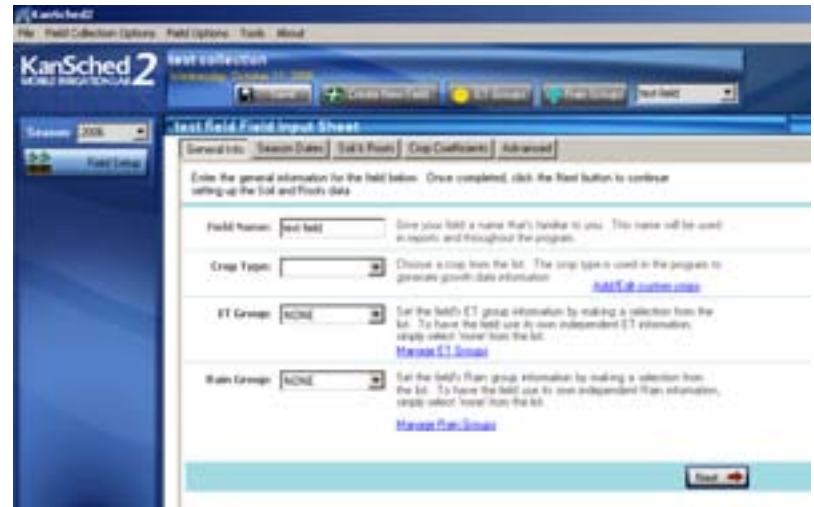 KanSched2
File Field Collection Options Field Options Tools About
KanSched 2
MOBILE IRRIGATION LAB
test collection
Wednesday, October 11, 2006
Save Create New Field ET Groups Rain Groups test field
Season: 2006
Field Setup
test field Field Input Sheet
General Info Season Dates Soil & Roots Crop Coefficients Advanced
Enter the general information for the field below. Once completed, click the Next button to continue
setting up the Soil and Roots data
Field Name: test field
Give your field a name that's familiar to you. This name will be used
in reports and throughout the program.
Crop Type:
Choose a crop from the list. The crop type is used in the program to
generate growth date information
Add/Edit custom crops
ET Group: NONE
Set the field's ET group information by making a selection from the
list. To have the field use its own independent ET information,
simply select 'none' from the list.
Manage ET Groups
Rain Group: NONE
Set the field's Rain group information by making a selection from
the list. To have the field use its own independent Rain information,
simply select 'none' from the list.
Manage Rain Groups
Next